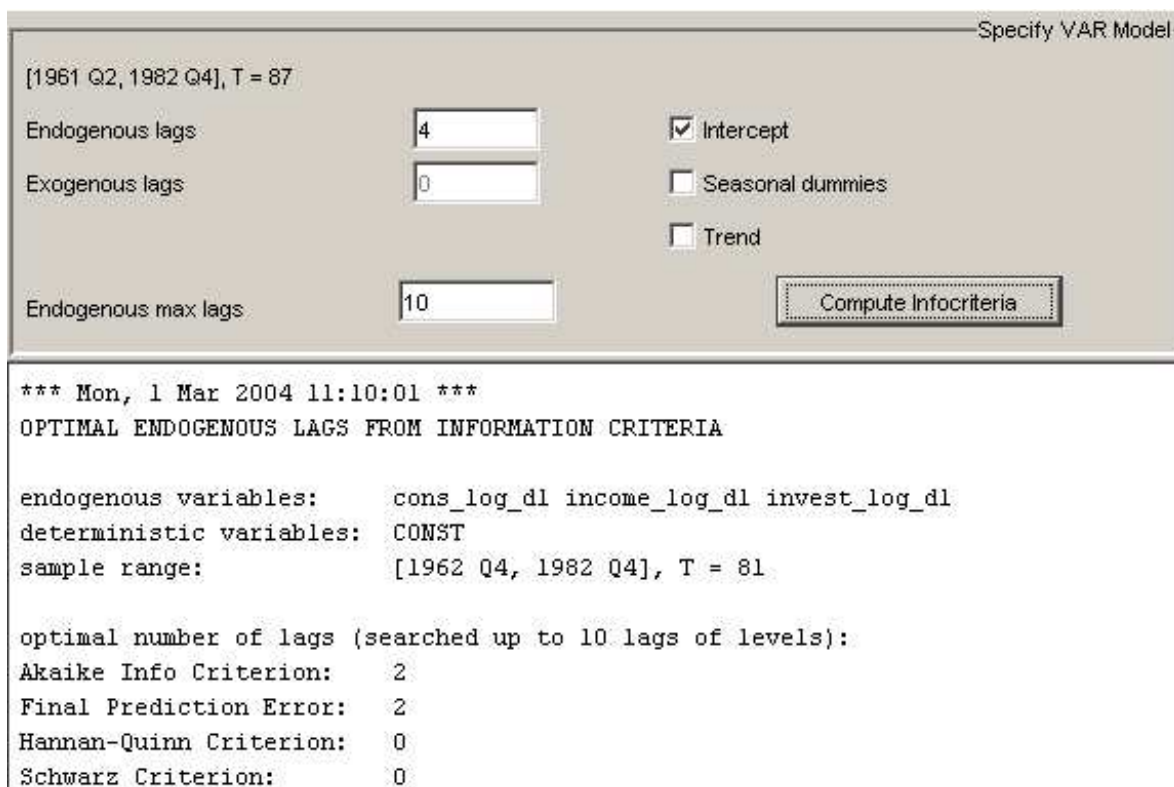 Specify VAR Model
[1961 Q2, 1982 Q4], T = 87
Endogenous lags 4 Intercept
Exogenous lags 0 Seasonal dummies
Trend
Endogenous max lags 10 Compute Infocriteria
*** Mon, 1 Mar 2004 11:10:01 ***
OPTIMAL ENDOGENOUS LAGS FROM INFORMATION CRITERIA
endogenous variables: cons_log_d1 income_log_d1 invest_log_d1
deterministic variables: CONST
sample range: [1962 Q4, 1982 Q4], T = 81
optimal number of lags (searched up to 10 lags of levels):
Akaike Info Criterion: 2
Final Prediction Error: 2
Hannan-Quinn Criterion: 0
Schwarz Criterion: 0